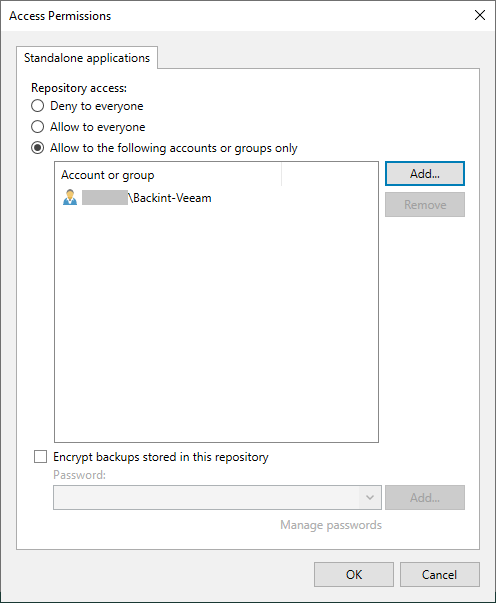 Access Permissions
Standalone applications
Repository access:
Deny to everyone
Allow to everyone
Allow to the following accounts or groups only
Account or group
Add...
\Backint-Veeam
Remove
Encrypt backups stored in this repository
Password:
Add...
Manage passwords
OK
Cancel